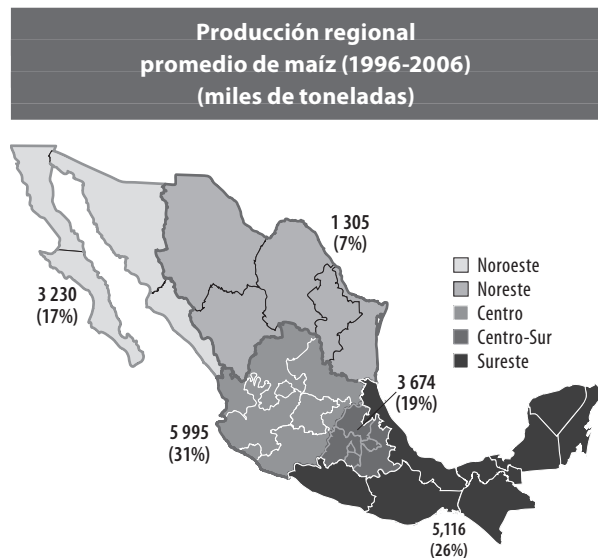 Producción regional
promedio de maíz (1996-2006)
(miles de toneladas)
1 305
(7%)
Noroeste
Noreste
Centro
Centro-Sur
Sureste
3 230
(17%)
3 674
(19%)
5 995
(31%)
5,116
(26%)